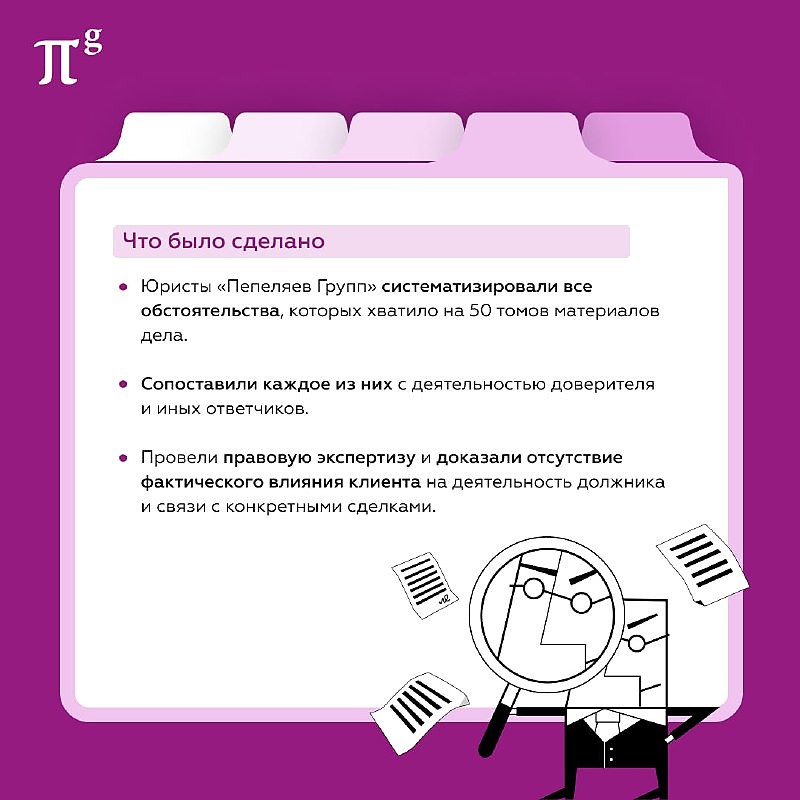 πg
Что было сделано
• Юристы «Пепеляев Групп» систематизировали все
обстоятельства, которых хватило на 50 томов материалов
дела.
• Сопоставили каждое из них с деятельностью доверителя
и иных ответчиков.
• Провели правовую экспертизу и доказали отсутствие
фактического влияния клиента на деятельность должника
и связи с конкретными сделками.